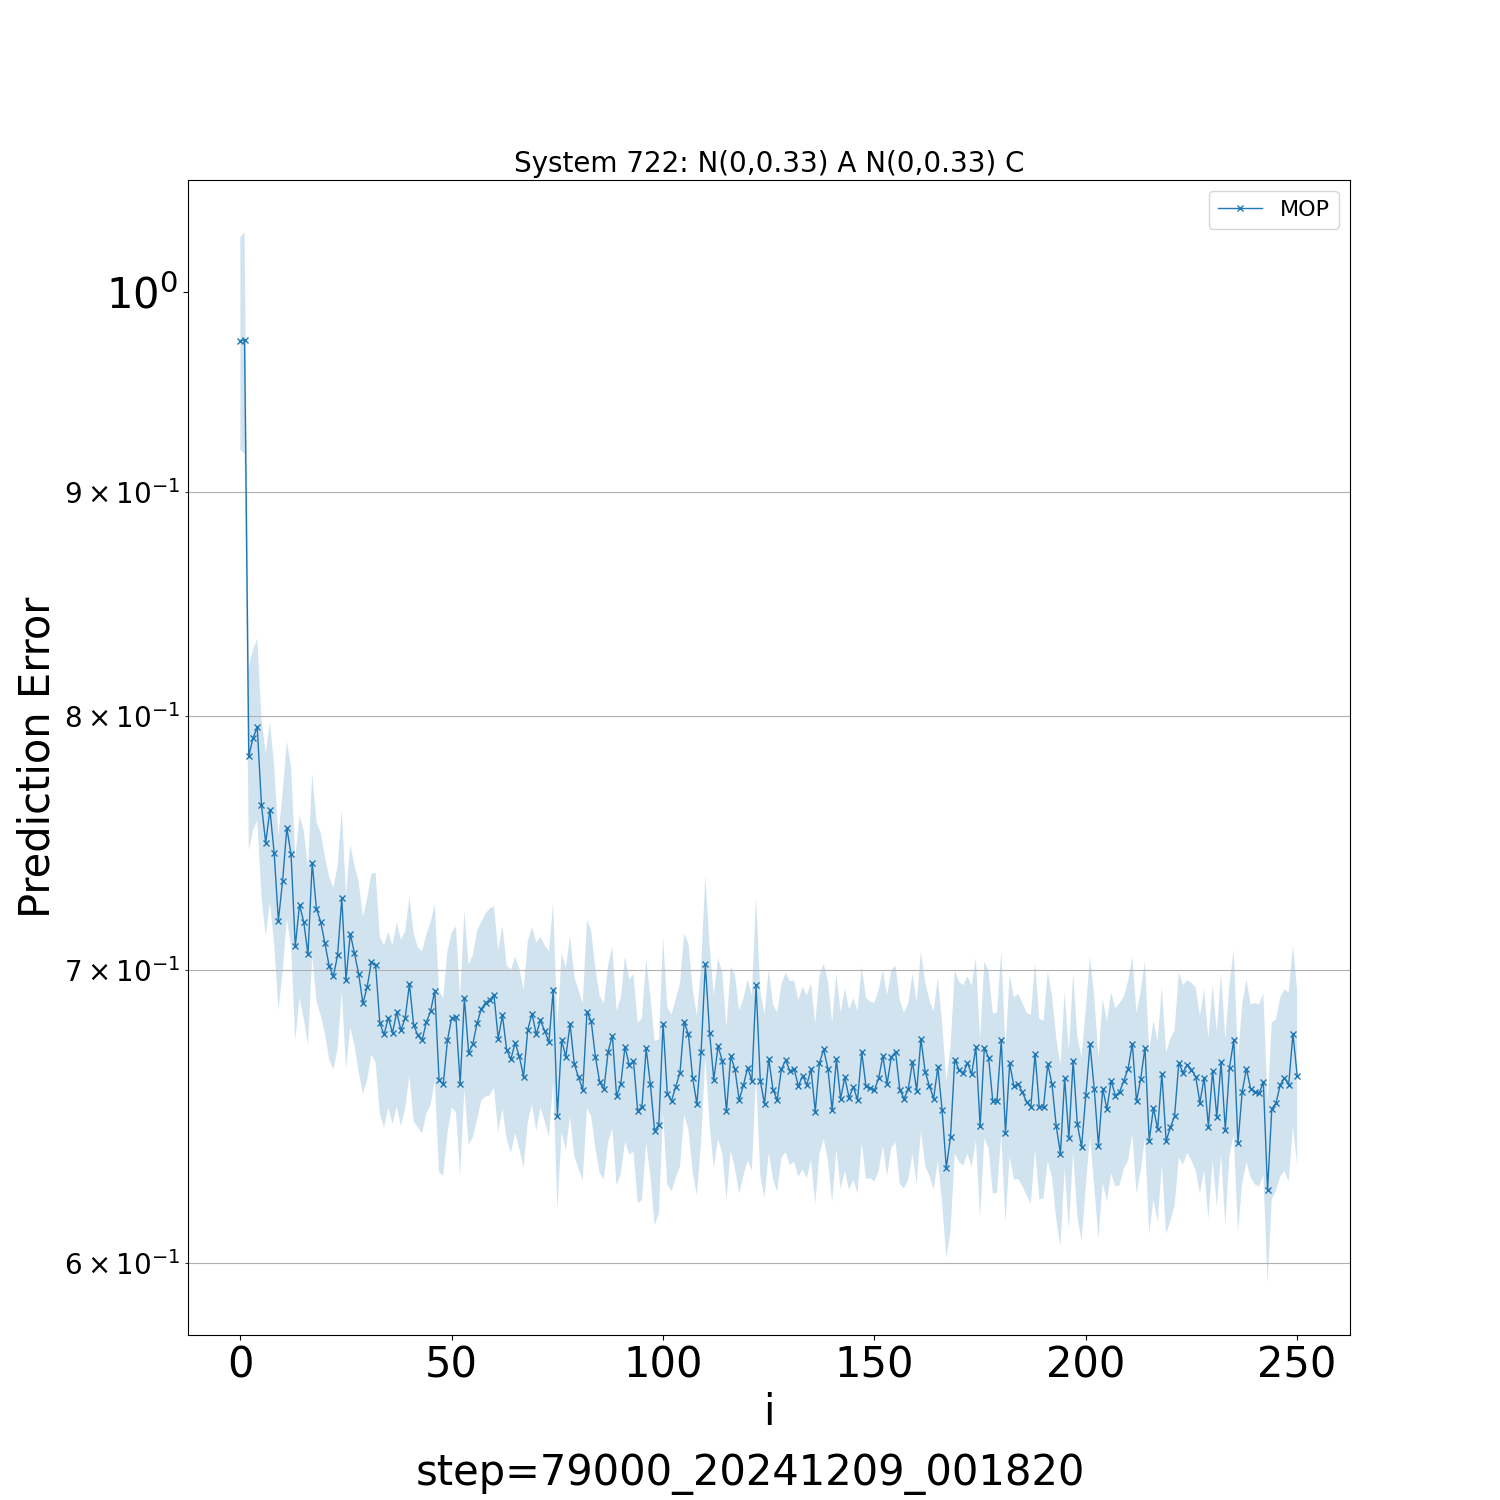 System 722: N(0,0.33) A N(0,0.33) C
MOP
10⁰
9 × 10⁻¹
8 × 10⁻¹
7 × 10⁻¹
6 × 10⁻¹
Prediction Error
0 50 100 150 200 250
i
step=79000_20241209_001820